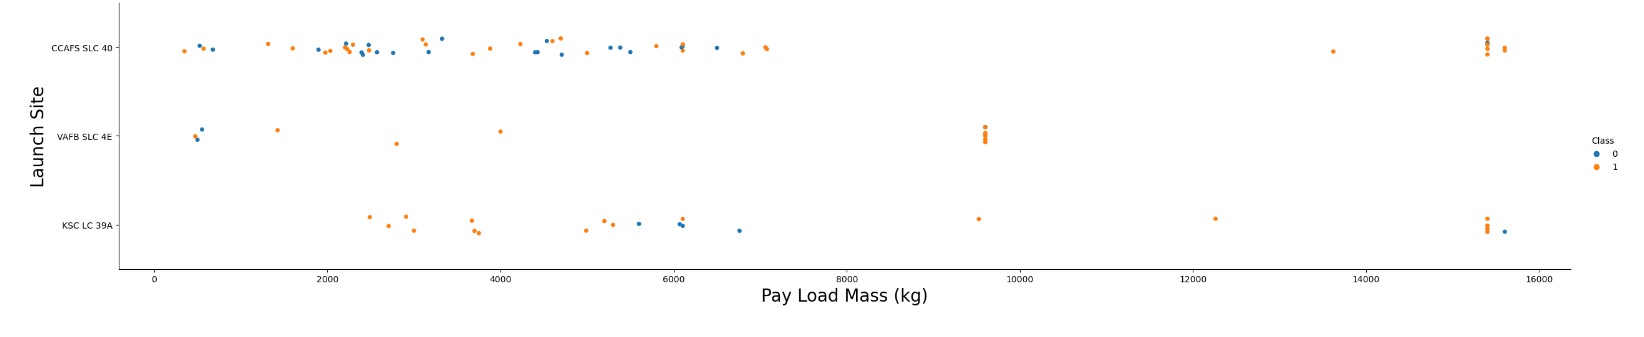 Launch Site
CCAFS SLC 40
VAFB SLC 4E
KSC LC 39A
0 2000 4000 6000 8000 10000 12000 14000 16000
Pay Load Mass (kg)
Class
0
1